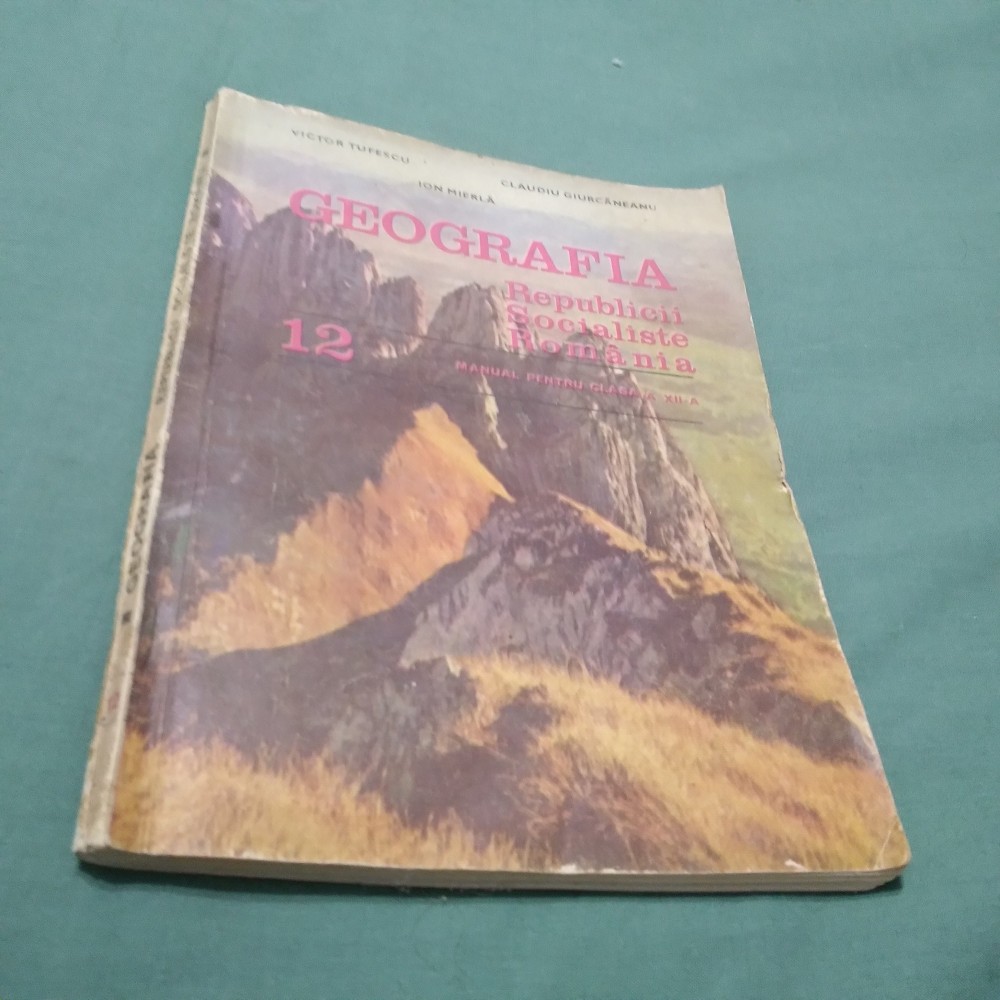 VICTOR TUFESCU
CLAUDIU GIURCĂNEANU
ION MIERLĂ
GEOGRAFIA
Republicii
Socialiste
România
12
MANUAL PENTRU CLASA A XII-A
GEOGRAFIA